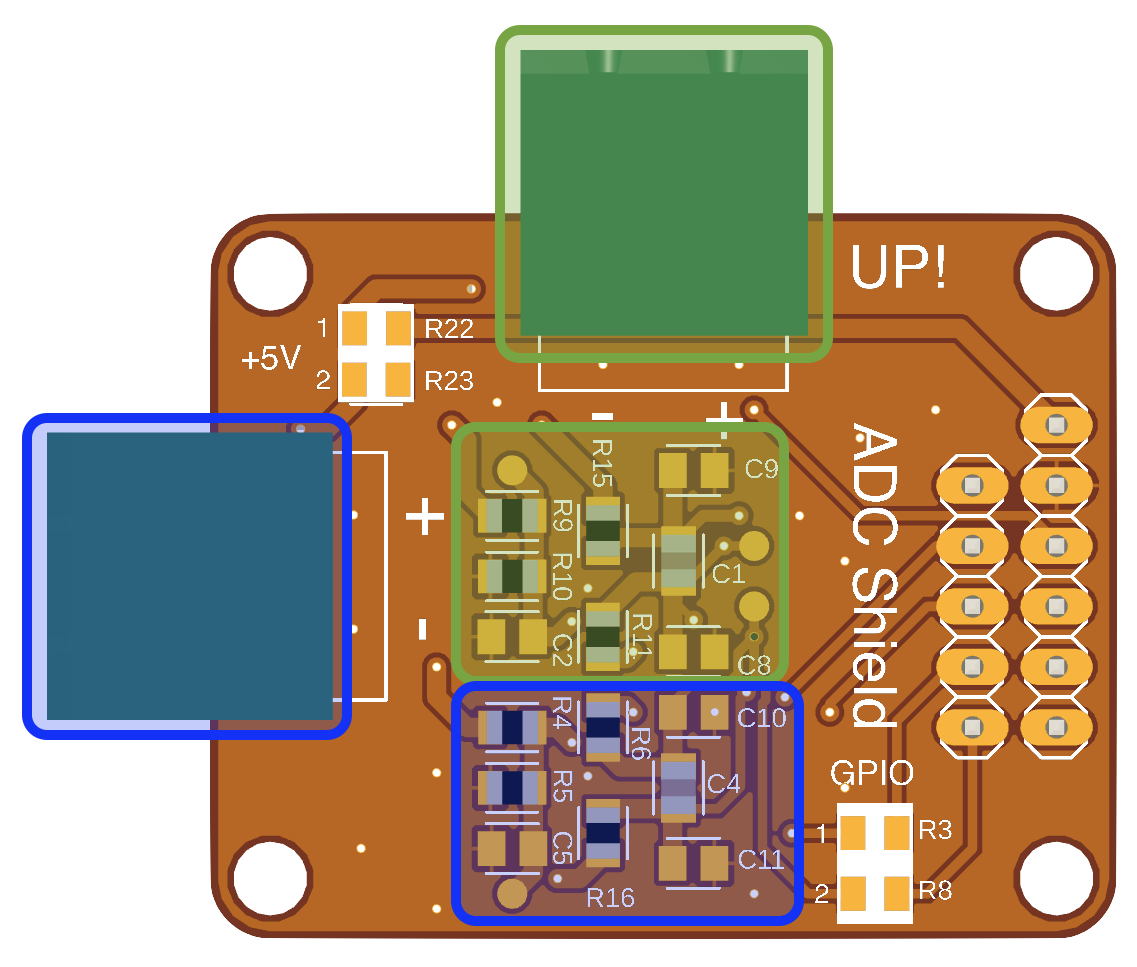 UP!
1
R22
+5V
2
R23
-
+
R15
C9
+
R9
C1
R10
-
C2
R11
C8
ADC Shield
R4
C10
R6
R5
C4
GPIO
C5
C11
1
R3
R16
2
R8